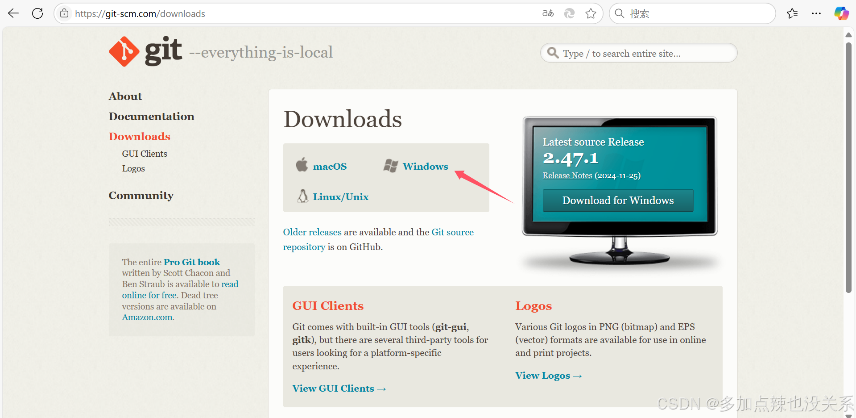 https://git-scm.com/downloads
搜索
git --everything-is-local
Type / to search entire site...
About
Documentation
Downloads
GUI Clients
Logos
Community
The entire Pro Git book
written by Scott Chacon and
Ben Straub is available to read
online for free. Dead tree
versions are available on
Amazon.com.
Downloads
macOS
Windows
Linux/Unix
Older releases are available and the Git source
repository is on GitHub.
Latest source Release
2.47.1
Release Notes (2024-11-25)
Download for Windows
GUI Clients
Git comes with built-in GUI tools (git-gui,
gitk), but there are several third-party tools for
users looking for a platform-specific
experience.
View GUI Clients →
Logos
Various Git logos in PNG (bitmap) and EPS
(vector) formats are available for use in online
and print projects.
View Logos →
CSDN @多加点辣也没关系